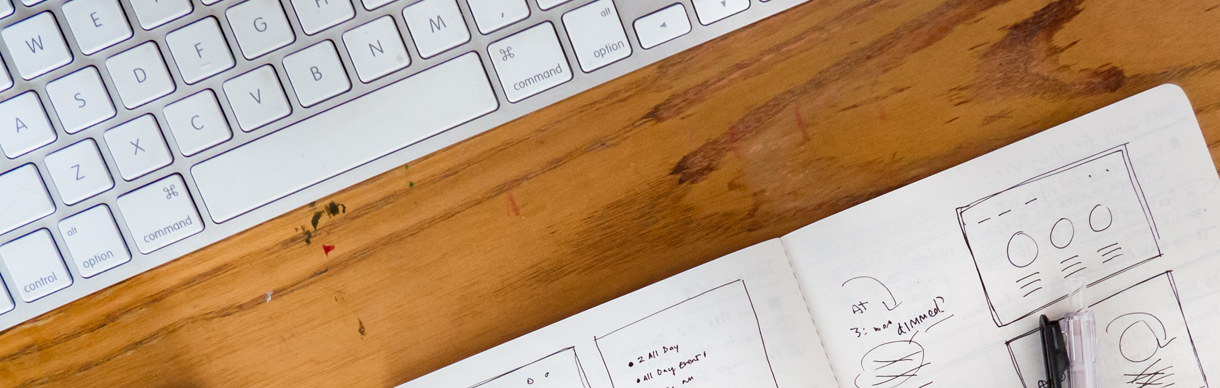 W E
G H
A S D F
B N M ,
alt
Z X C V
⌘ command
option
◄ ▼
⌘ command
alt
option
control
At
3: dimmed?
• 2 All Day
• All Day Event